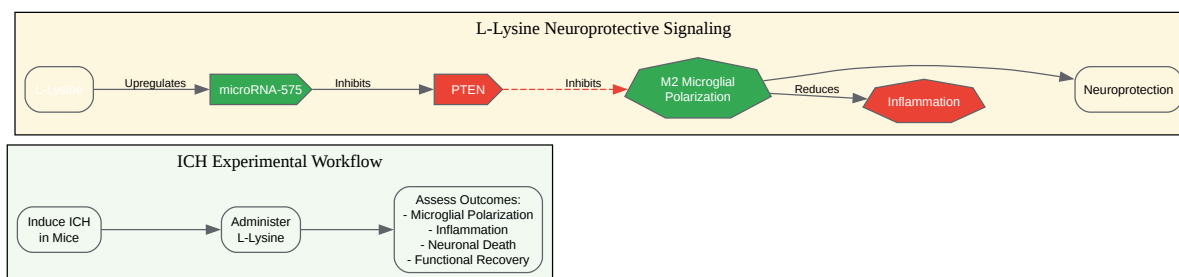 L-Lysine Neuroprotective Signaling
L-Lysine
Upregulates
microRNA-575
Inhibits
PTEN
Inhibits
M2 Microglial
Polarization
Reduces
Inflammation
Neuroprotection
ICH Experimental Workflow
Induce ICH
in Mice
Administer
L-Lysine
Assess Outcomes:
- Microglial Polarization
- Inflammation
- Neuronal Death
- Functional Recovery